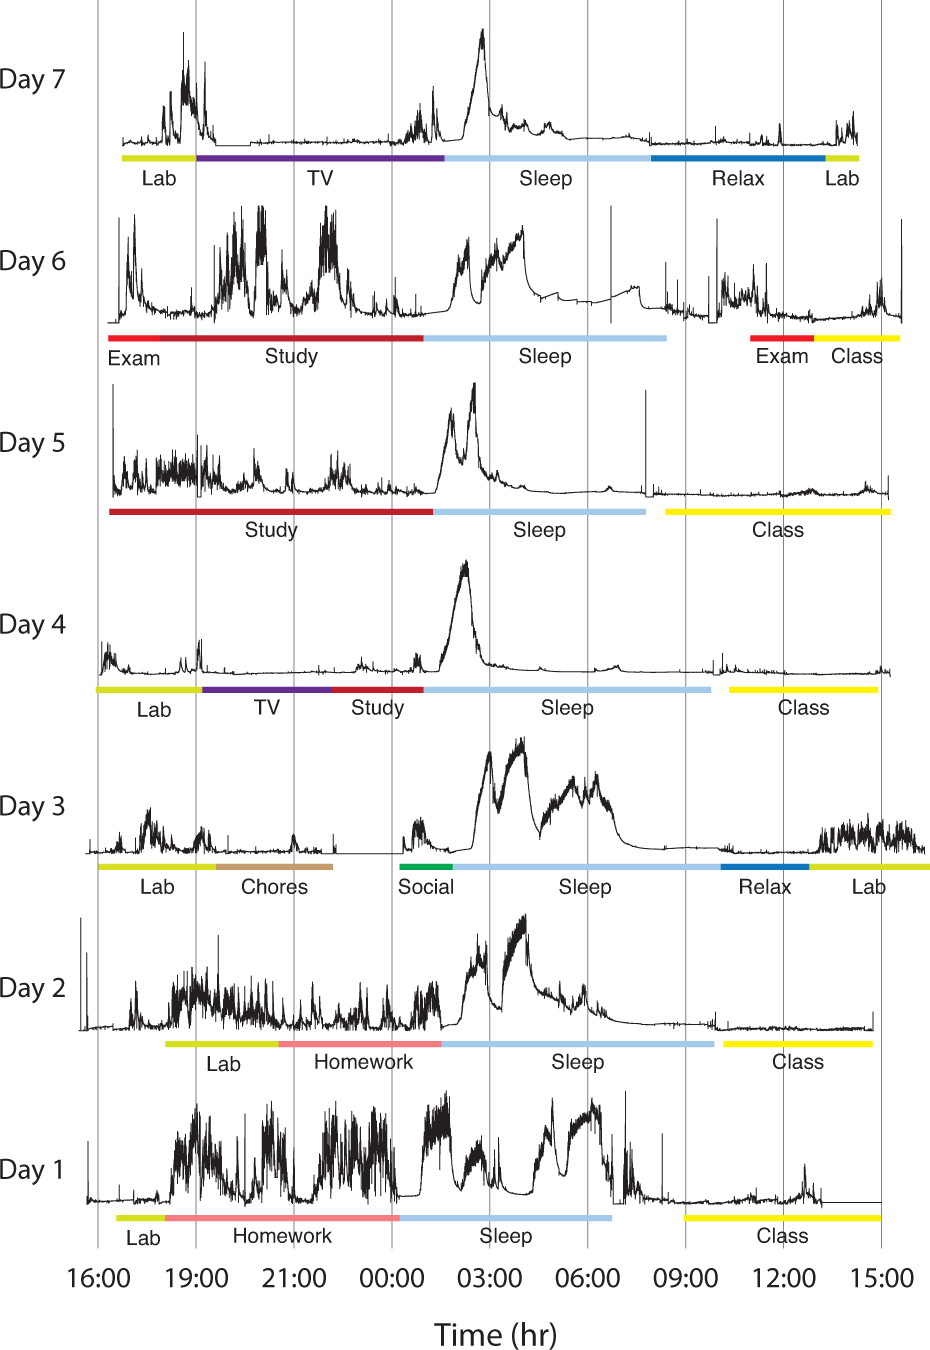 Day 7
Lab TV Sleep Relax Lab
Day 6
Exam Study Sleep Exam Class
Day 5
Study Sleep Class
Day 4
Lab TV Study Sleep Class
Day 3
Lab Chores Social Sleep Relax Lab
Day 2
Lab Homework Sleep Class
Day 1
Lab Homework Sleep Class
16:00 19:00 21:00 00:00 03:00 06:00 09:00 12:00 15:00
Time (hr)